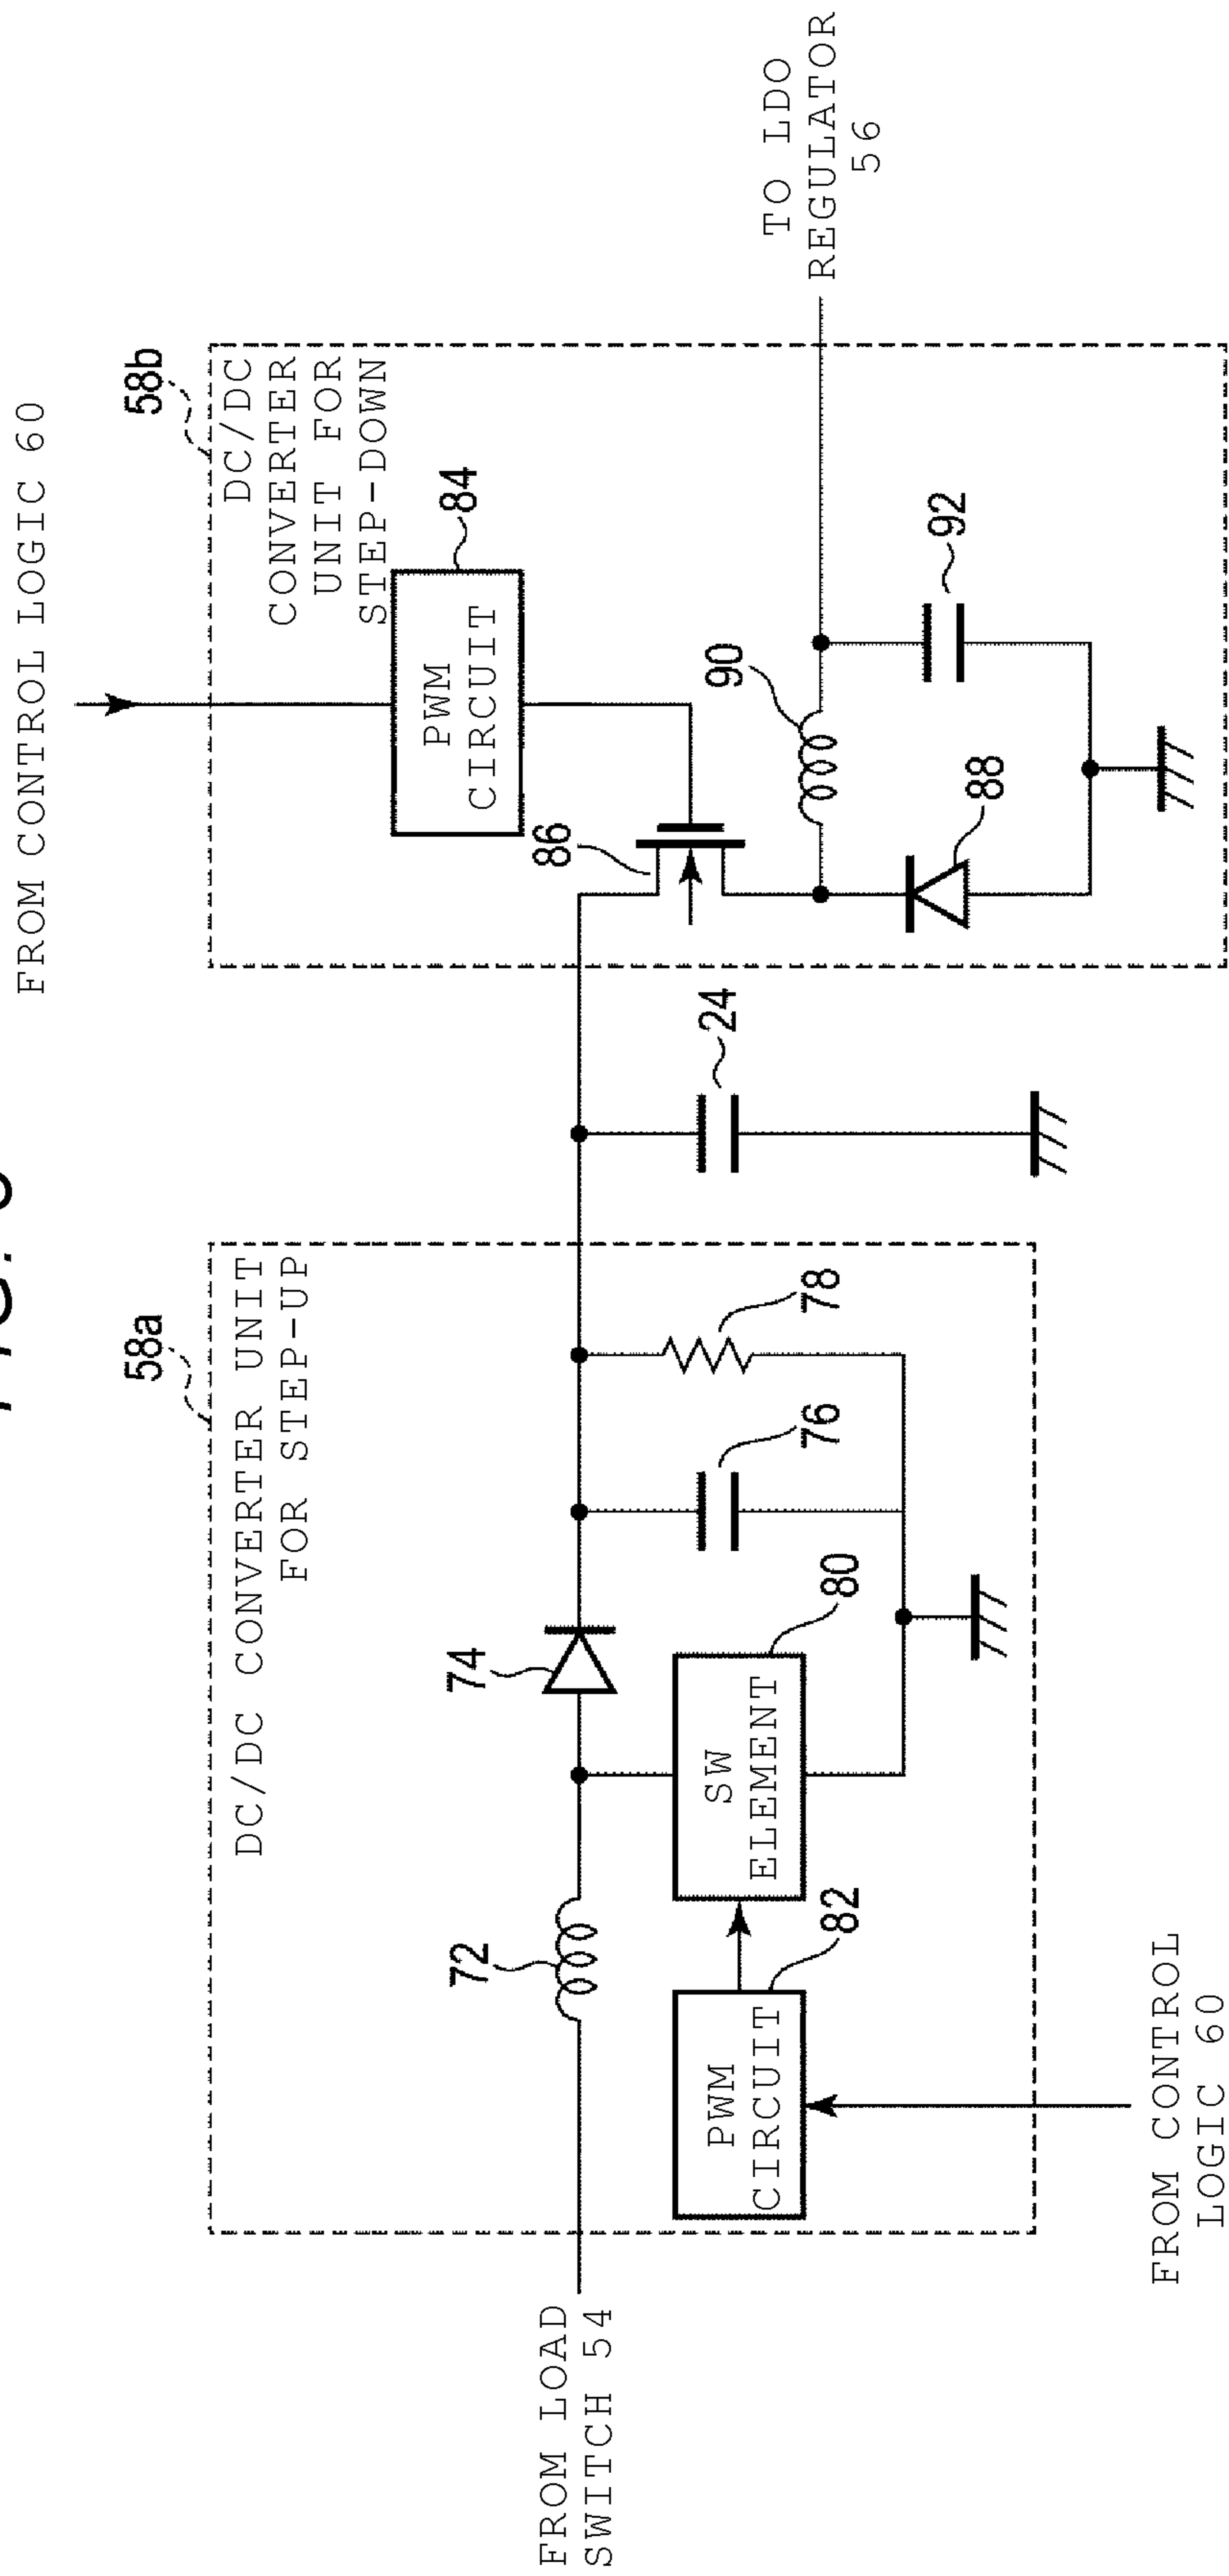 58a
DC/DC CONVERTER UNIT
FOR STEP-UP
FROM LOAD
SWITCH 54
72
74
PWM
CIRCUIT
82
SW
ELEMENT
80
76
78
FROM CONTROL
LOGIC 60
24
FROM CONTROL LOGIC 60
58b
DC/DC
CONVERTER
UNIT FOR
STEP-DOWN
PWM
CIRCUIT
84
86
90
88
92
TO LDO
REGULATOR
56